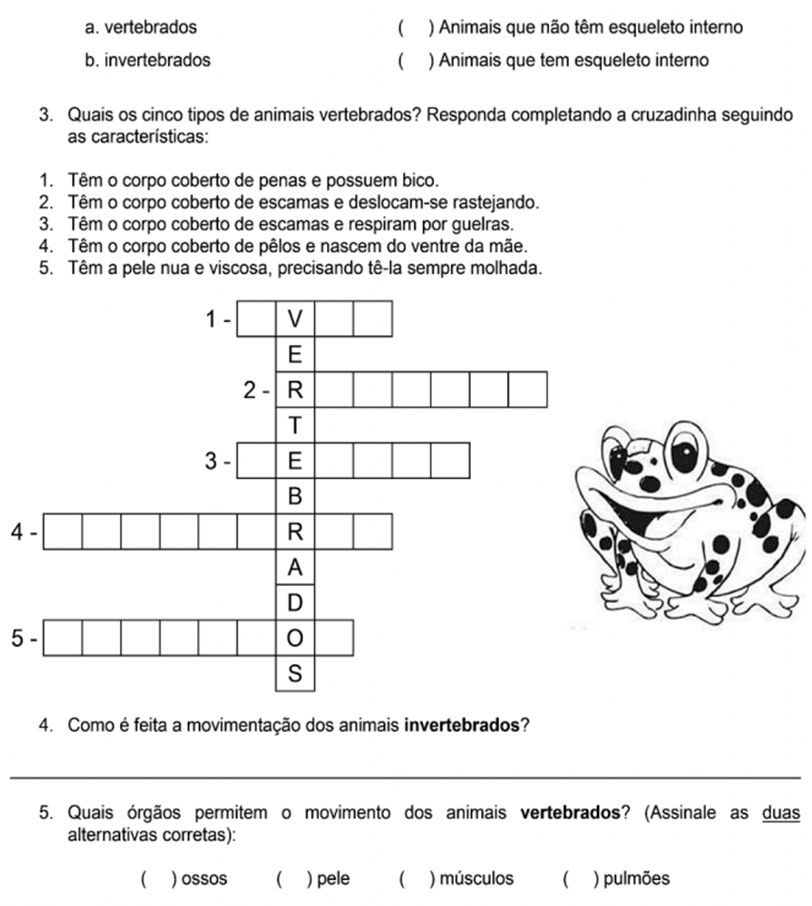 a. vertebrados ( ) Animais que não têm esqueleto interno
b. invertebrados ( ) Animais que tem esqueleto interno
3. Quais os cinco tipos de animais vertebrados? Responda completando a cruzadinha seguindo
as características:
1. Têm o corpo coberto de penas e possuem bico.
2. Têm o corpo coberto de escamas e deslocam-se rastejando.
3. Têm o corpo coberto de escamas e respiram por guelras.
4. Têm o corpo coberto de pêlos e nascem do ventre da mãe.
5. Têm a pele nua e viscosa, precisando tê-la sempre molhada.
1 - V
E
2 - R
T
3 - E
B
4 - R
A
D
5 - O
S
4. Como é feita a movimentação dos animais invertebrados?
5. Quais órgãos permitem o movimento dos animais vertebrados? (Assinale as duas
alternativas corretas):
( ) ossos ( ) pele ( ) músculos ( ) pulmões